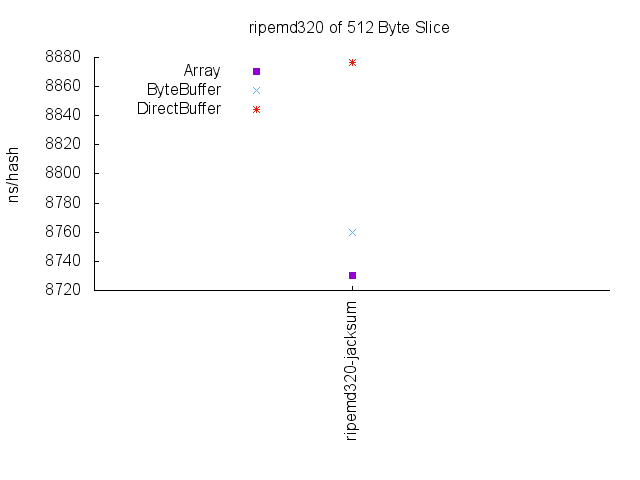 ripemd320 of 512 Byte Slice
8880
8860
8840
8820
8800
8780
8760
8740
8720
ns/hash
Array
ByteBuffer
DirectBuffer
ripemd320-jacksum